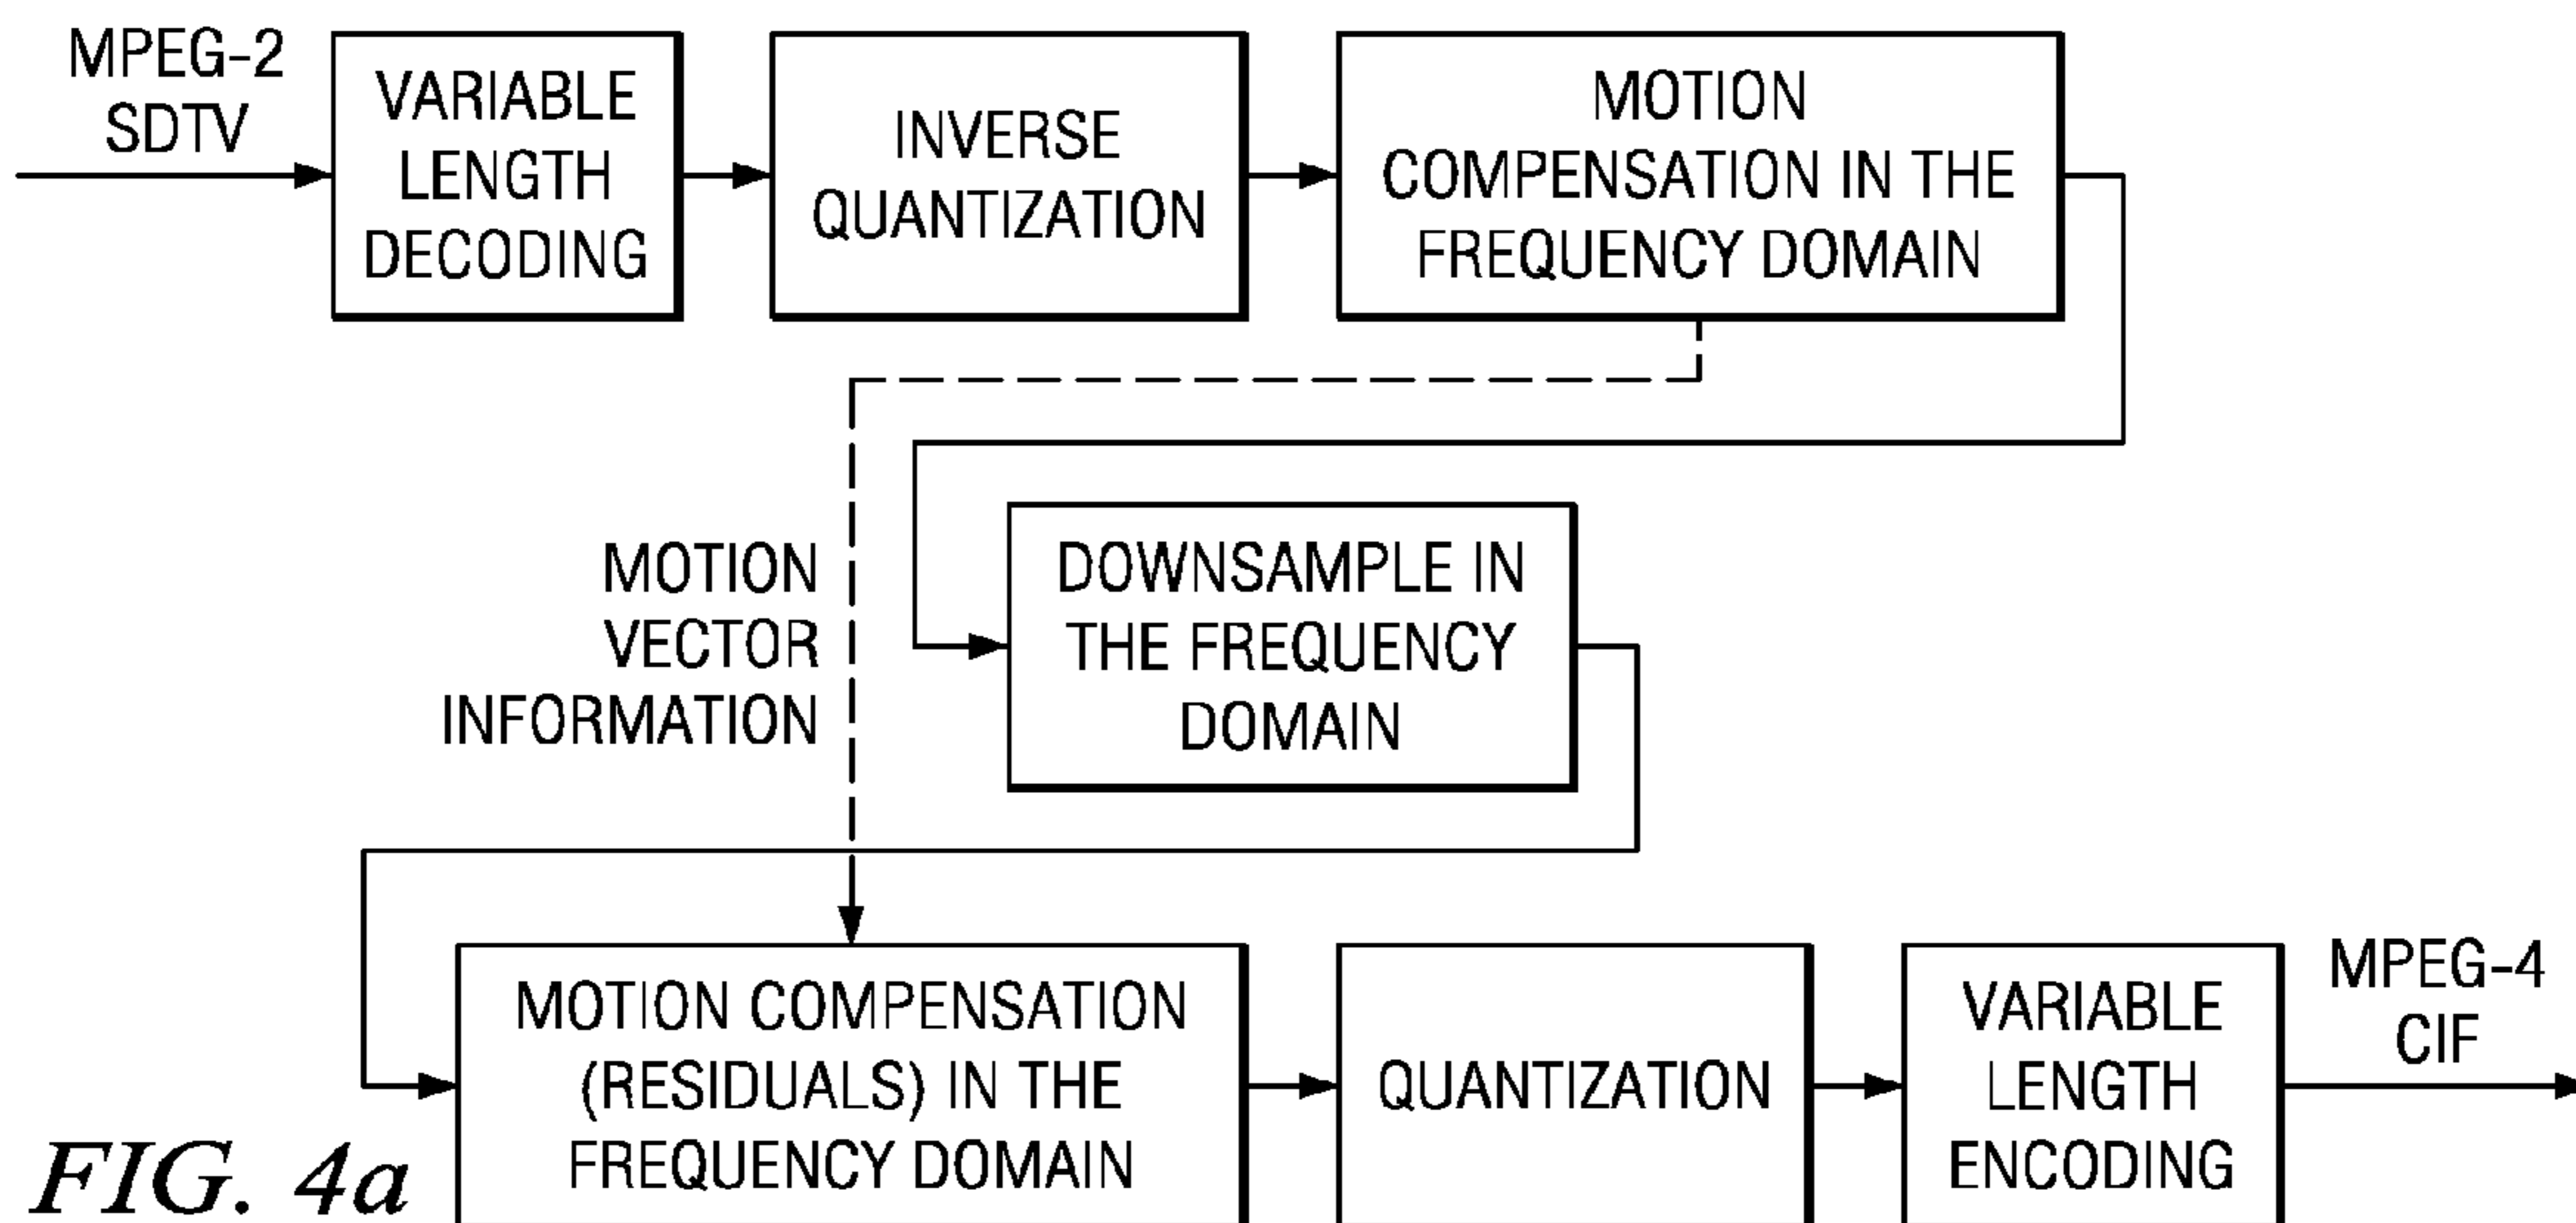 MPEG-2
SDTV
VARIABLE
LENGTH
DECODING
INVERSE
QUANTIZATION
MOTION
COMPENSATION IN THE
FREQUENCY DOMAIN
MOTION
VECTOR
INFORMATION
DOWNSAMPLE IN
THE FREQUENCY
DOMAIN
MOTION COMPENSATION
(RESIDUALS) IN THE
FREQUENCY DOMAIN
QUANTIZATION
VARIABLE
LENGTH
ENCODING
MPEG-4
CIF
FIG. 4a